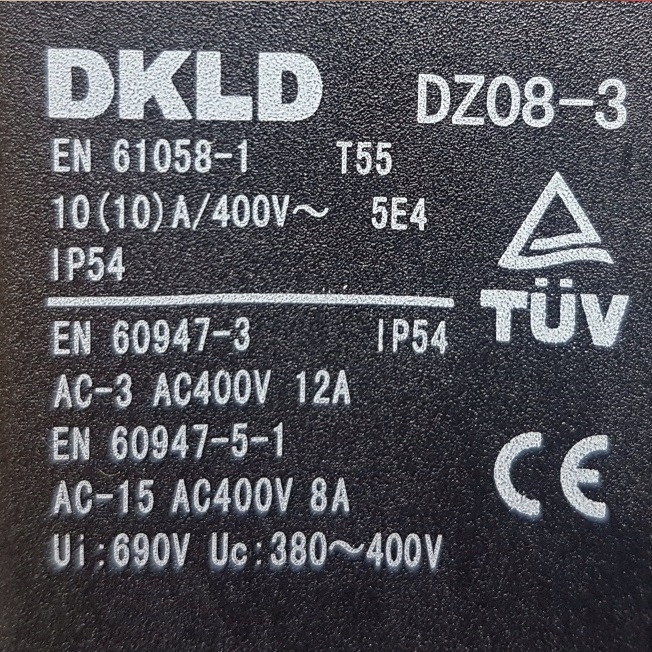 DKLD DZ08-3
EN 61058-1 T55
10(10)A/400V～ 5E4
IP54
TÜV
EN 60947-3 IP54
AC-3 AC400V 12A
EN 60947-5-1
AC-15 AC400V 8A
CE
Ui:690V Uc:380～400V